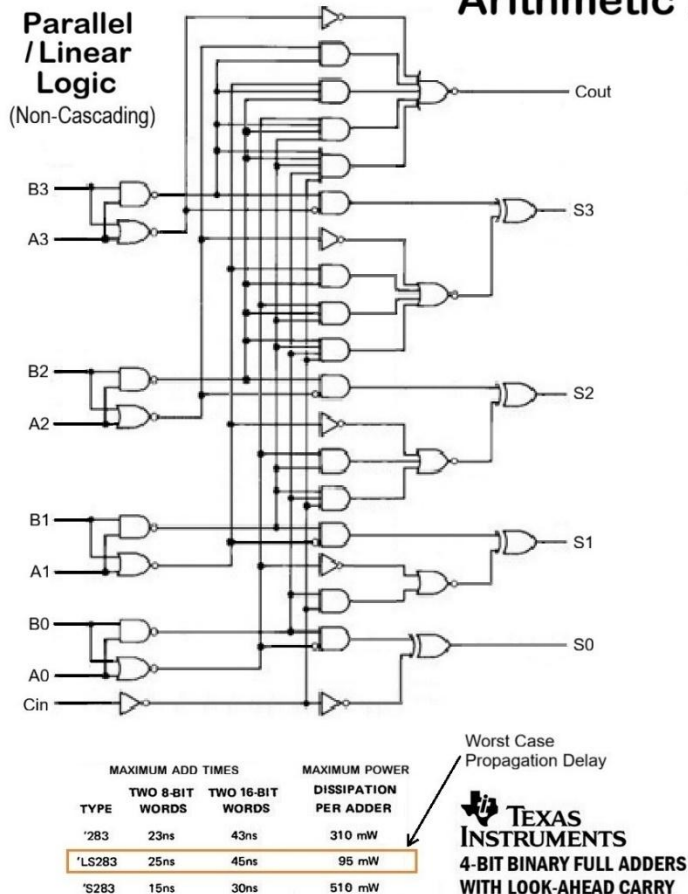 Arithmetic
Parallel
/ Linear
Logic
(Non-Cascading)
Cout
B3
S3
A3
B2
S2
A2
B1
S1
A1
B0
S0
A0
Cin
Worst Case
Propagation Delay
MAXIMUM ADD TIMES MAXIMUM POWER
TWO 8-BIT TWO 16-BIT DISSIPATION
TYPE WORDS WORDS PER ADDER
'283 23ns 43ns 310 mW
'LS283 25ns 45ns 95 mW
'S283 15ns 30ns 510 mW
TEXAS
INSTRUMENTS
4-BIT BINARY FULL ADDERS
WITH LOOK-AHEAD CARRY